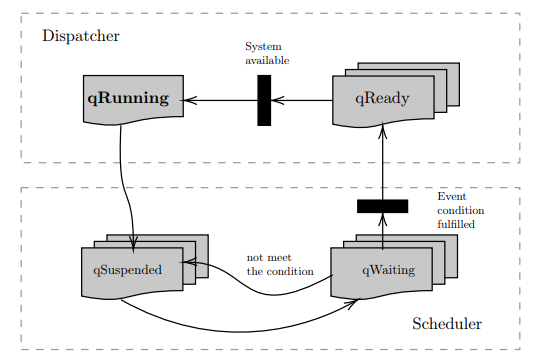 Dispatcher
System
available
qRunning
qReady
Event
condition
fulfilled
not meet
the condition
qSuspended
qWaiting
Scheduler